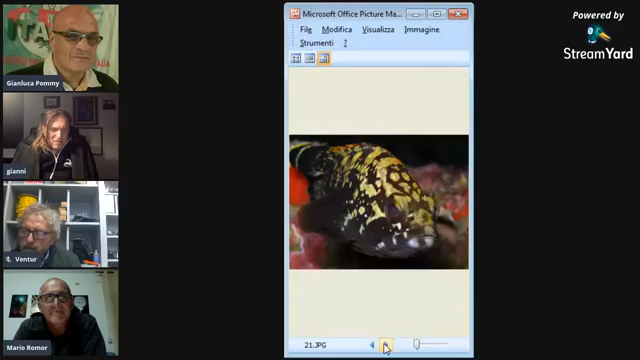 Microsoft Office Picture Ma...
File Modifica Visualizza Immagine
Strumenti ?
Powered by
StreamYard
Gianluca Pommy
gianni
Ventur
Mario Romor
21.JPG